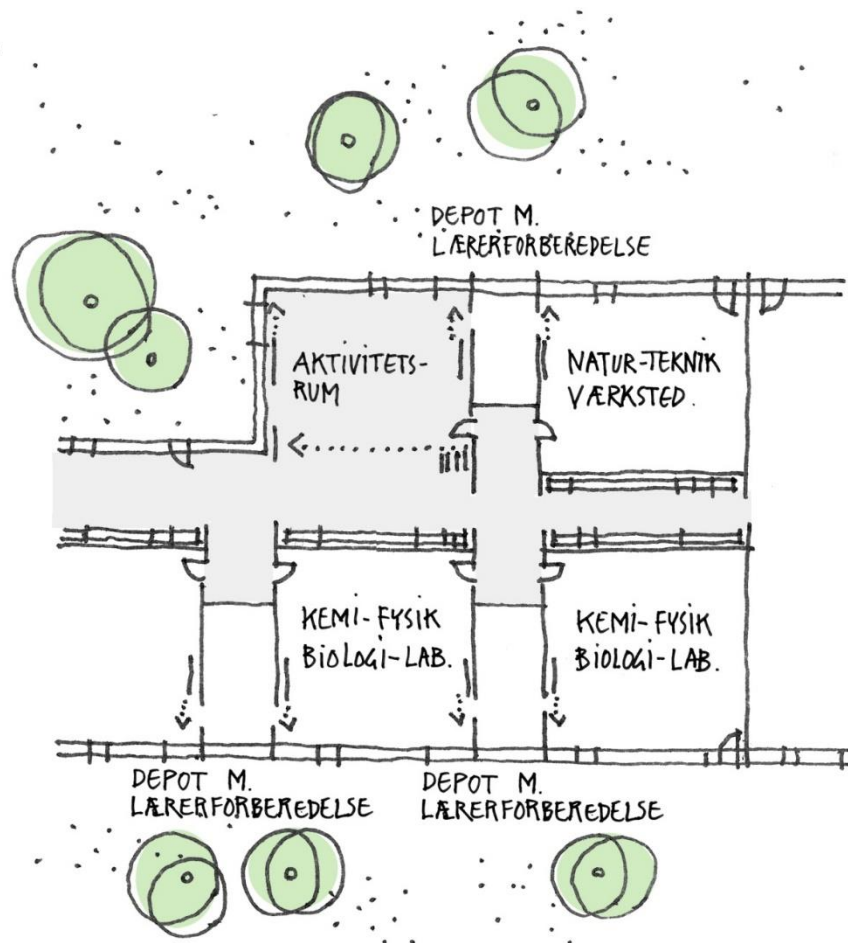 DEPOT M.
LÆRERFORBEREDELSE
AKTIVITETS-
RUM
NATUR-TEKNIK
VÆRKSTED.
KEMI-FYSIK
BIOLOGI-LAB.
KEMI-FYSIK
BIOLOGI-LAB.
DEPOT M.
LÆRERFORBEREDELSE
DEPOT M.
LÆRERFORBEREDELSE